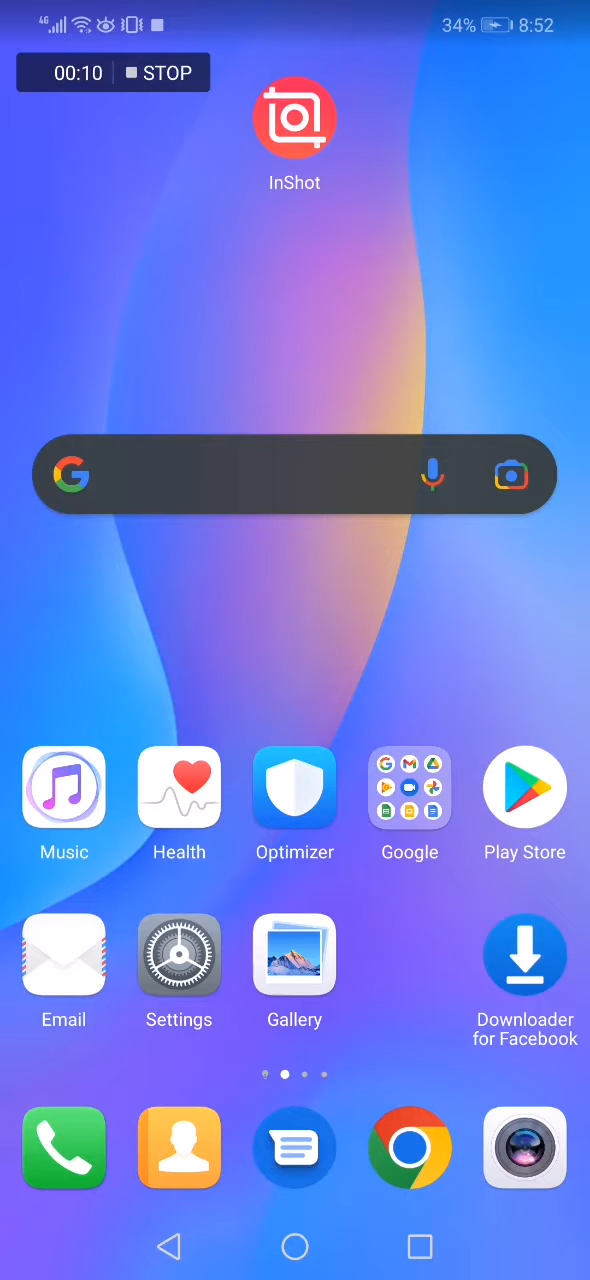 4G
34%
8:52
00:10
STOP
InShot
Music
Health
Optimizer
Google
Play Store
Email
Settings
Gallery
Downloader
for Facebook